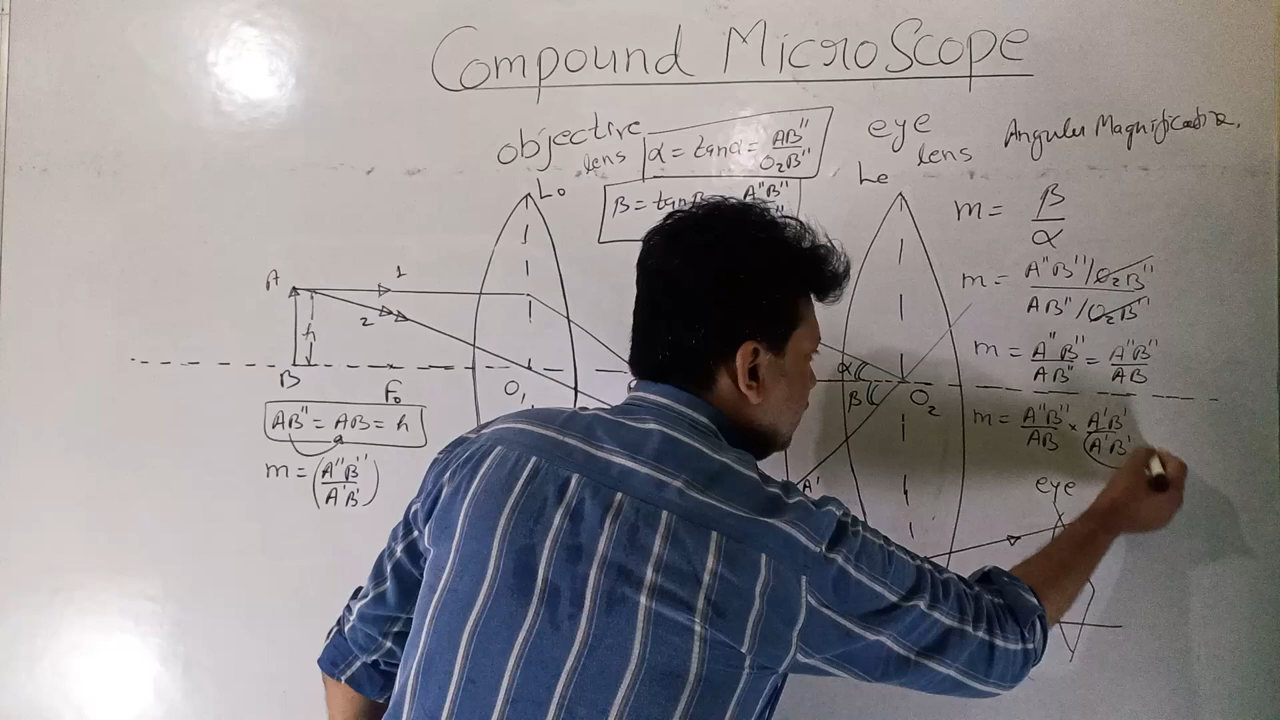 Compound MicroScope
objective lens
α = tanα = AB"/O₂B"
β = tanβ = A"B"
eye lens
Angular Magnification.
Lo
Le
m = β/α
m = A"B"/O₂B" / AB"/O₂B"
m = A"B"/AB" = A"B"/AB
m = A"B"/AB × A'B'/A'B'
A
1
2
h
B
Fo
O₁
α
β
O₂
A'
AB" = AB = h
m = (A"B"/A'B')
eye